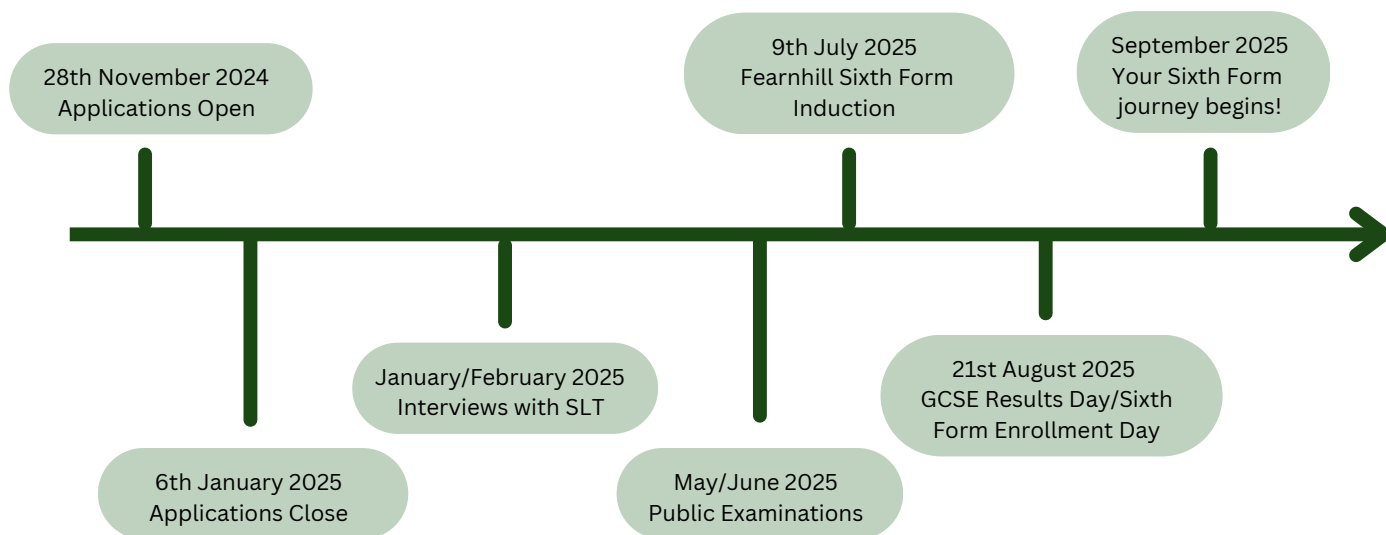 28th November 2024
Applications Open
6th January 2025
Applications Close
January/February 2025
Interviews with SLT
May/June 2025
Public Examinations
9th July 2025
Fearnhill Sixth Form
Induction
21st August 2025
GCSE Results Day/Sixth
Form Enrollment Day
September 2025
Your Sixth Form
journey begins!